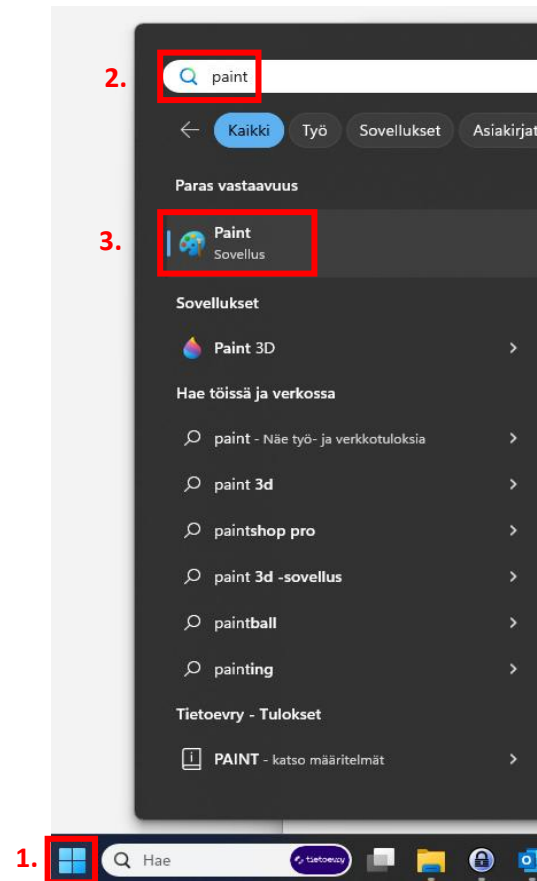 2.
paint
Kaikki Työ Sovellukset Asiakirjat
Paras vastaavuus
3.
Paint
Sovellus
Sovellukset
Paint 3D
Hae töissä ja verkossa
paint - Näe työ- ja verkkotuloksia
paint 3d
paintshop pro
paint 3d -sovellus
paintball
painting
Tietoevry - Tulokset
PAINT - katso määritelmät
1.
Hae
tietoevry